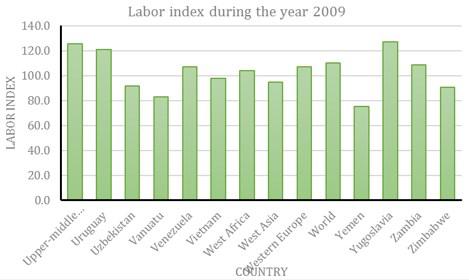 Labor index during the year 2009
140.0
120.0
100.0
80.0
60.0
40.0
20.0
0.0
LABOR INDEX
Upper-middle...
Uruguay
Uzbekistan
Vanuatu
Venezuela
Vietnam
West Africa
West Asia
Western Europe
World
Yemen
Yugoslavia
Zambia
Zimbabwe
COUNTRY